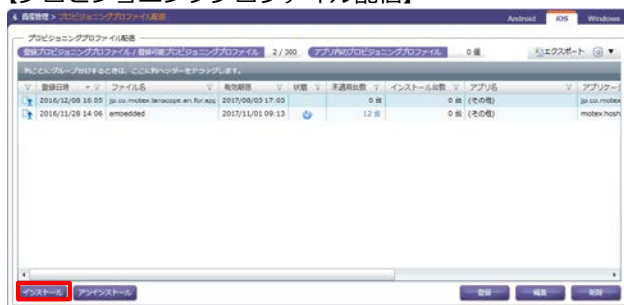 【プロビジョニングファイル配信】
資産管理 > プロビジョニングプロファイル配信
Android iOS Windows
プロビジョニングプロファイル配信
登録プロビジョニングプロファイル / 登録可能プロビジョニングプロファイル 2 / 300 アプリ内のプロビジョニングプロファイル 0 個 エクスポート
列ごとにグループ分けするときは、ここに列ヘッダーをドラッグします。
登録日時 ファイル名 有効期限 状態 未適用台数 インストール台数 アプリ名
2016/12/08 16:05 jp.co.motex.lanscope.an.for.app 2017/08/03 17:03 0 台 0 台 (その他) jp.co.motex
2016/11/28 14:06 embedded 2017/11/01 09:13 12 台 0 台 (その他) motex.hosh
インストール アンインストール 登録 編集 削除